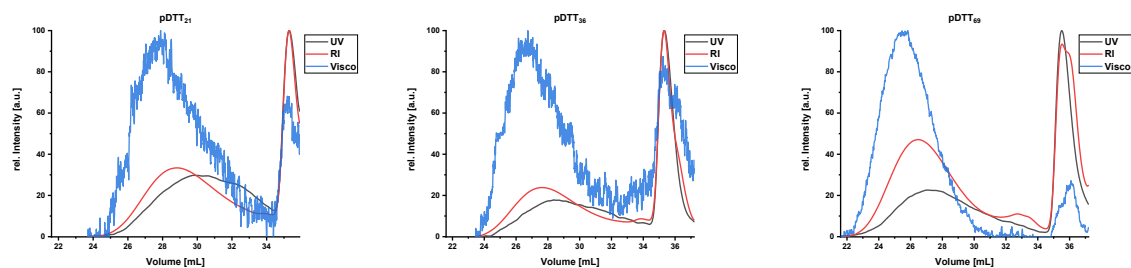 pDTT21
rel. Intensity [a.u.]
100
80
60
40
20
0
22 24 26 28 30 32 34
Volume [mL]
UV
RI
Visco
pDTT36
rel. Intensity [a.u.]
100
80
60
40
20
0
22 24 26 28 30 32 34 36
Volume [mL]
UV
RI
Visco
pDTT69
rel. Intensity [a.u.]
100
80
60
40
20
0
22 24 26 28 30 32 34 36
Volume [mL]
UV
RI
Visco